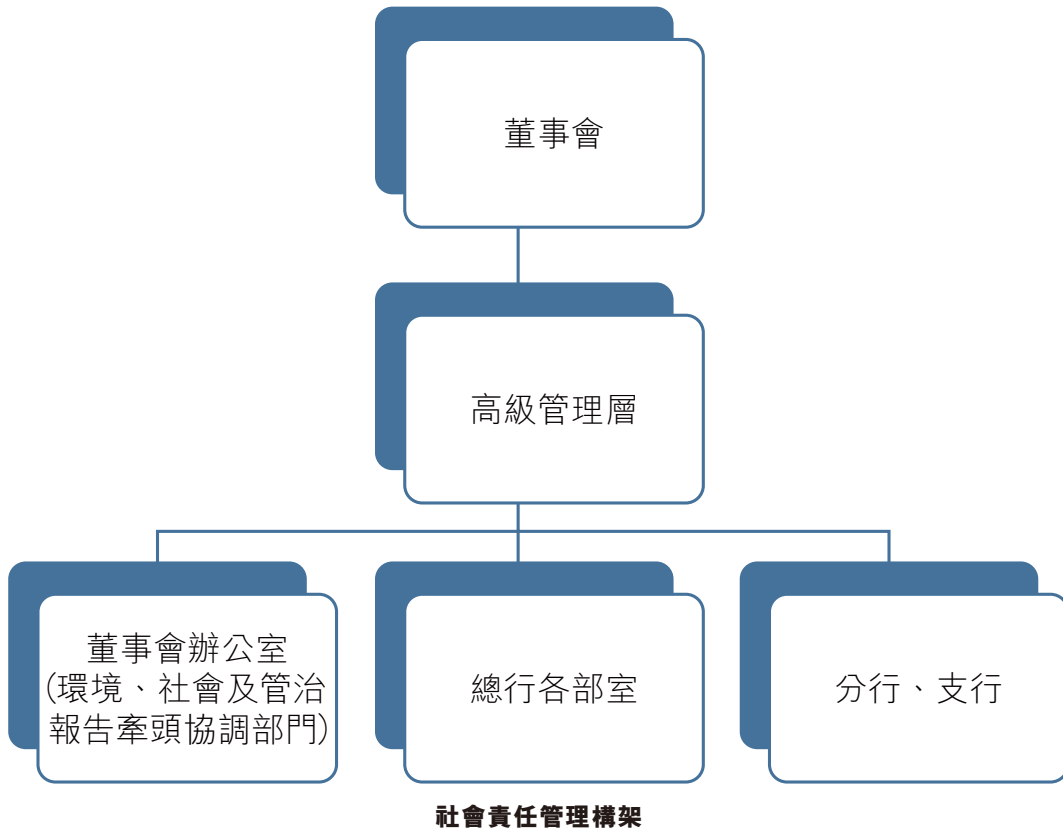 董事會
高級管理層
董事會辦公室
(環境、社會及管治
報告牽頭協調部門)
總行各部室
分行、支行
社會責任管理構架